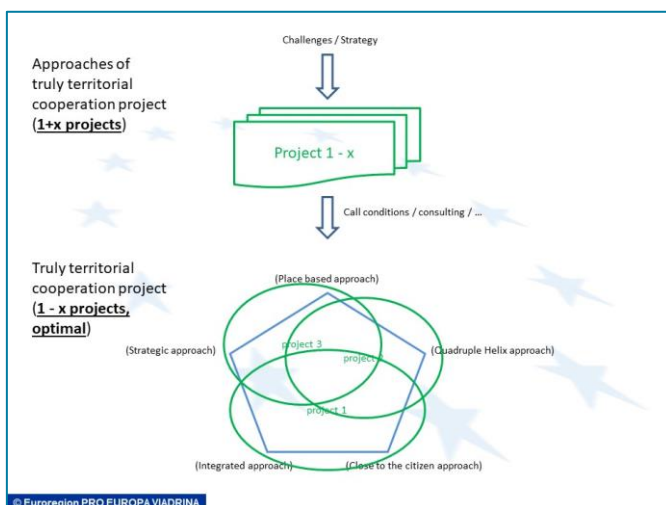 Challenges / Strategy
Approaches of
truly territorial
cooperation project
(1+x projects)
Project 1 - x
Call conditions / consulting / ...
Truly territorial
cooperation project
(1 - x projects,
optimal)
(Place based approach)
project 3
(Strategic approach)
project
(Quadruple Helix approach)
project 1
(Integrated approach)
(Close to the citizen approach)
© Euroregion PRO EUROPA VIADRINA